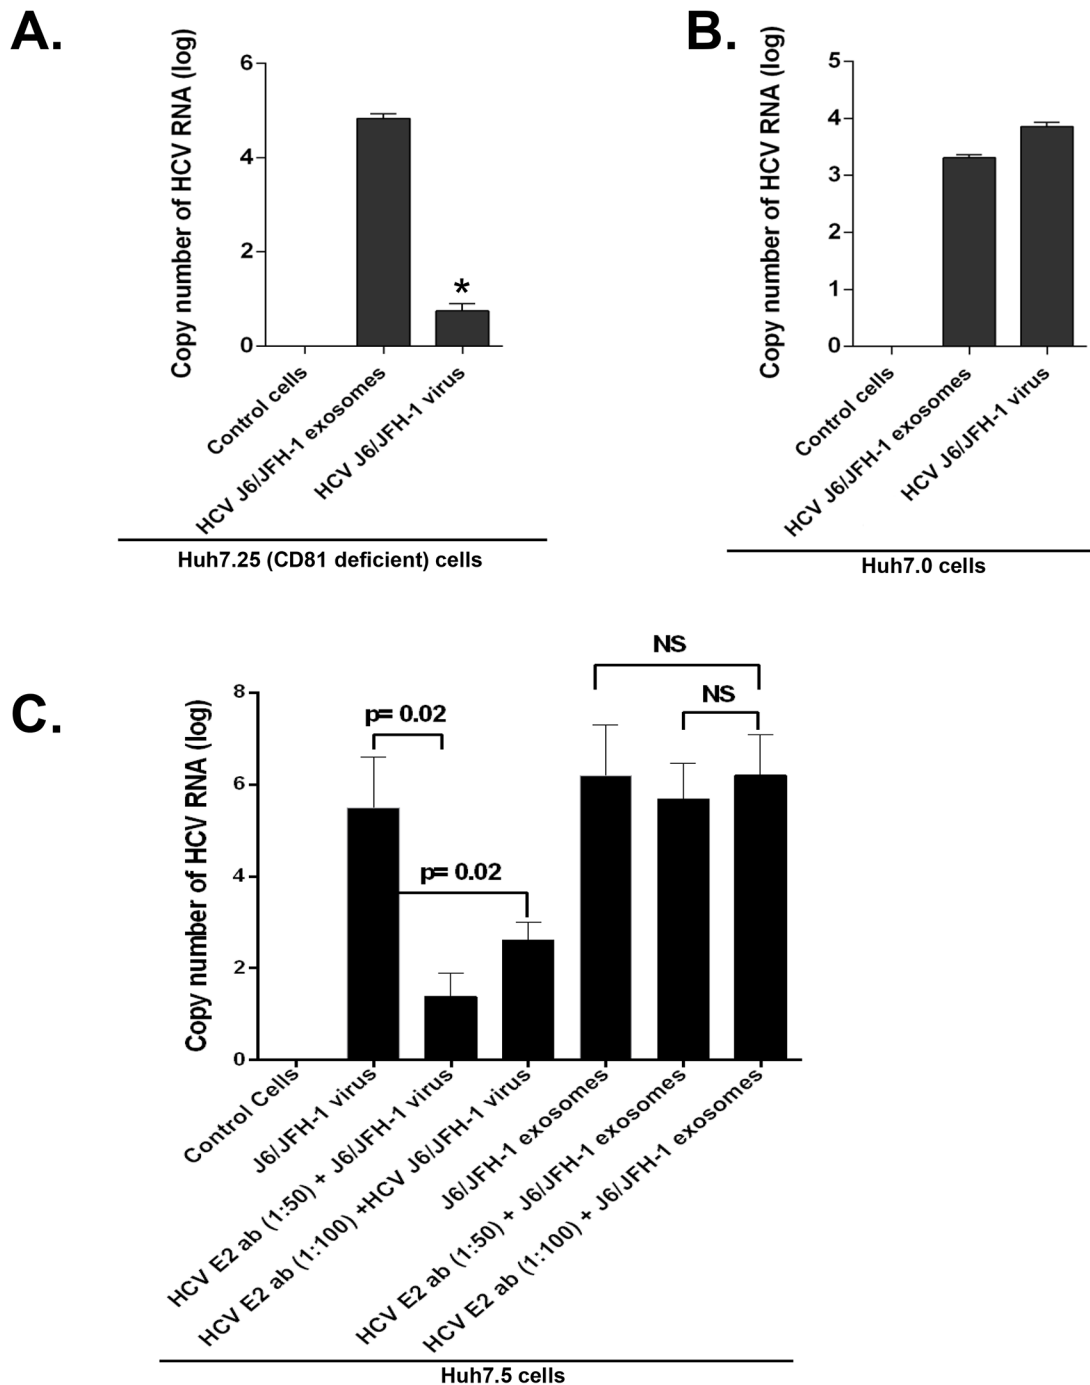 A.
Copy number of HCV RNA (log)
6
4
2
0
*
Control cells
HCV J6/JFH-1 exosomes
HCV J6/JFH-1 virus
Huh7.25 (CD81 deficient) cells
B.
Copy number of HCV RNA (log)
5
4
3
2
1
0
Control cells
HCV J6/JFH-1 exosomes
HCV J6/JFH-1 virus
Huh7.0 cells
C.
Copy number of HCV RNA (log)
8
6
4
2
0
p= 0.02
p= 0.02
NS
NS
Control Cells
J6/JFH-1 virus
HCV E2 ab (1:50) + J6/JFH-1 virus
HCV E2 ab (1:100) +HCV J6/JFH-1 virus
J6/JFH-1 exosomes
HCV E2 ab (1:50) + J6/JFH-1 exosomes
HCV E2 ab (1:100) + J6/JFH-1 exosomes
Huh7.5 cells